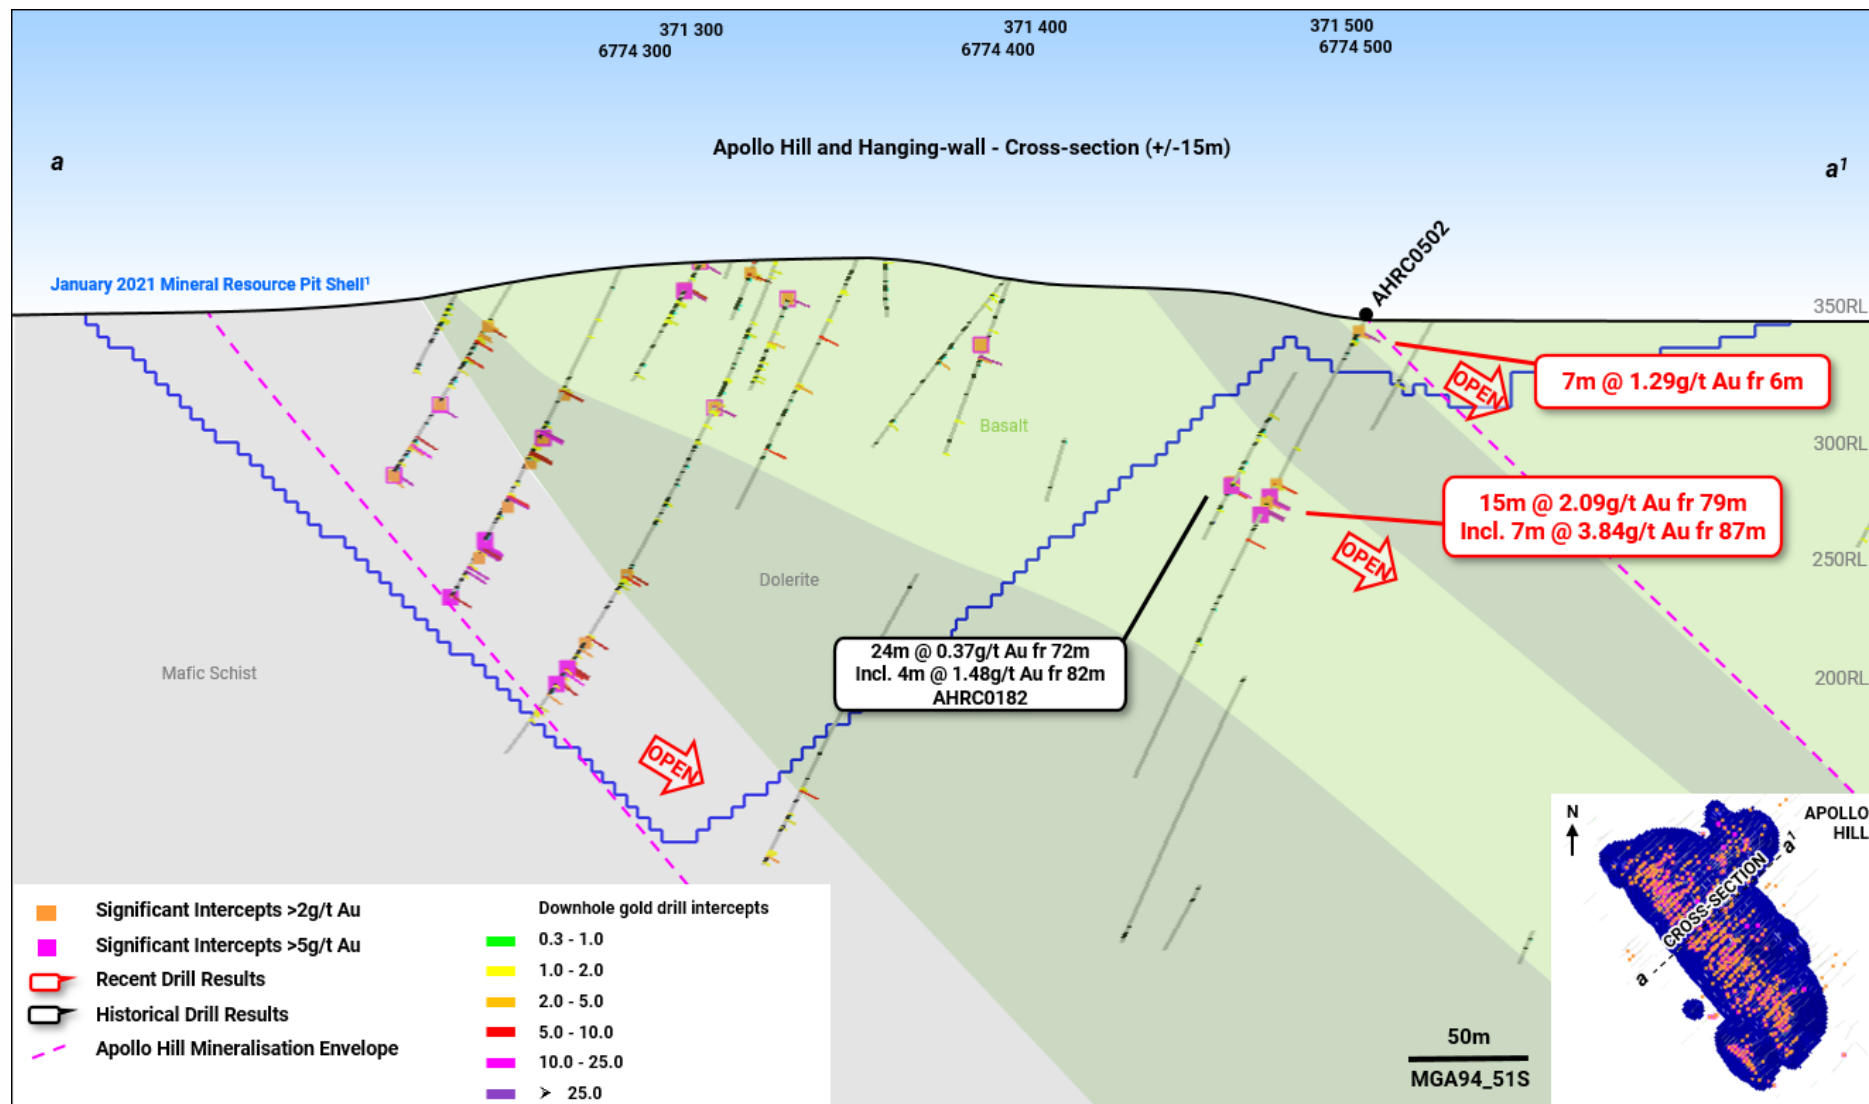 371 300
6774 300
371 400
6774 400
371 500
6774 500
Apollo Hill and Hanging-wall - Cross-section (+/-15m)
a
a1
January 2021 Mineral Resource Pit Shell1
AHRC0502
350RL
7m @ 1.29g/t Au fr 6m
OPEN
Basalt
300RL
15m @ 2.09g/t Au fr 79m
Incl. 7m @ 3.84g/t Au fr 87m
OPEN
250RL
Dolerite
24m @ 0.37g/t Au fr 72m
Incl. 4m @ 1.48g/t Au fr 82m
AHRC0182
Mafic Schist
200RL
OPEN
Significant Intercepts >2g/t Au
Significant Intercepts >5g/t Au
Recent Drill Results
Historical Drill Results
Apollo Hill Mineralisation Envelope
Downhole gold drill intercepts
0.3 - 1.0
1.0 - 2.0
2.0 - 5.0
5.0 - 10.0
10.0 - 25.0
➢ 25.0
50m
MGA94_51S
N
APOLLO
HILL
a
CROSS-SECTION
a1